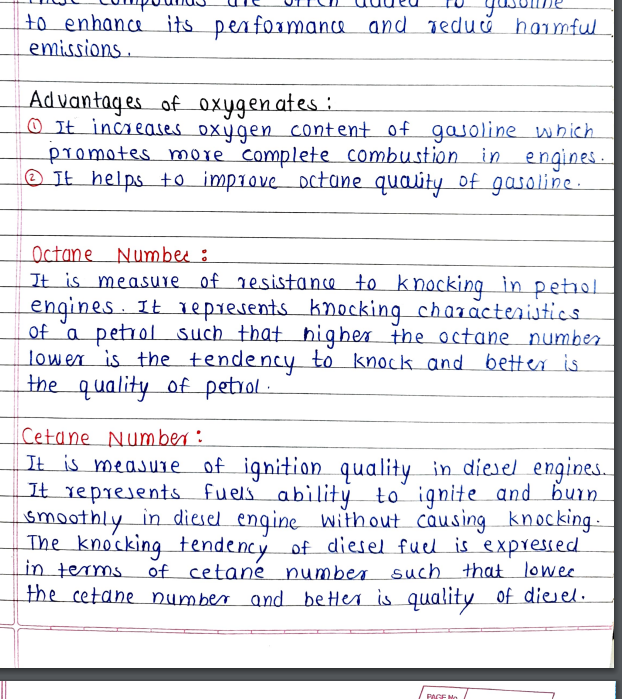 These compounds are often added to gasoline
to enhance its performance and reduce harmful
emissions.
Advantages of oxygenates :
① It increases oxygen content of gasoline which
promotes more complete combustion in engines.
② It helps to improve octane quality of gasoline.
Octane Number :
It is measure of resistance to knocking in petrol
engines. It represents knocking characteristics
of a petrol such that higher the octane number
lower is the tendency to knock and better is
the quality of petrol.
Cetane Number :
It is measure of ignition quality in diesel engines.
It represents fuels ability to ignite and burn
smoothly in diesel engine without causing knocking.
The knocking tendency of diesel fuel is expressed
in terms of cetane number such that lower
the cetane number and better is quality of diesel.
PAGE No.